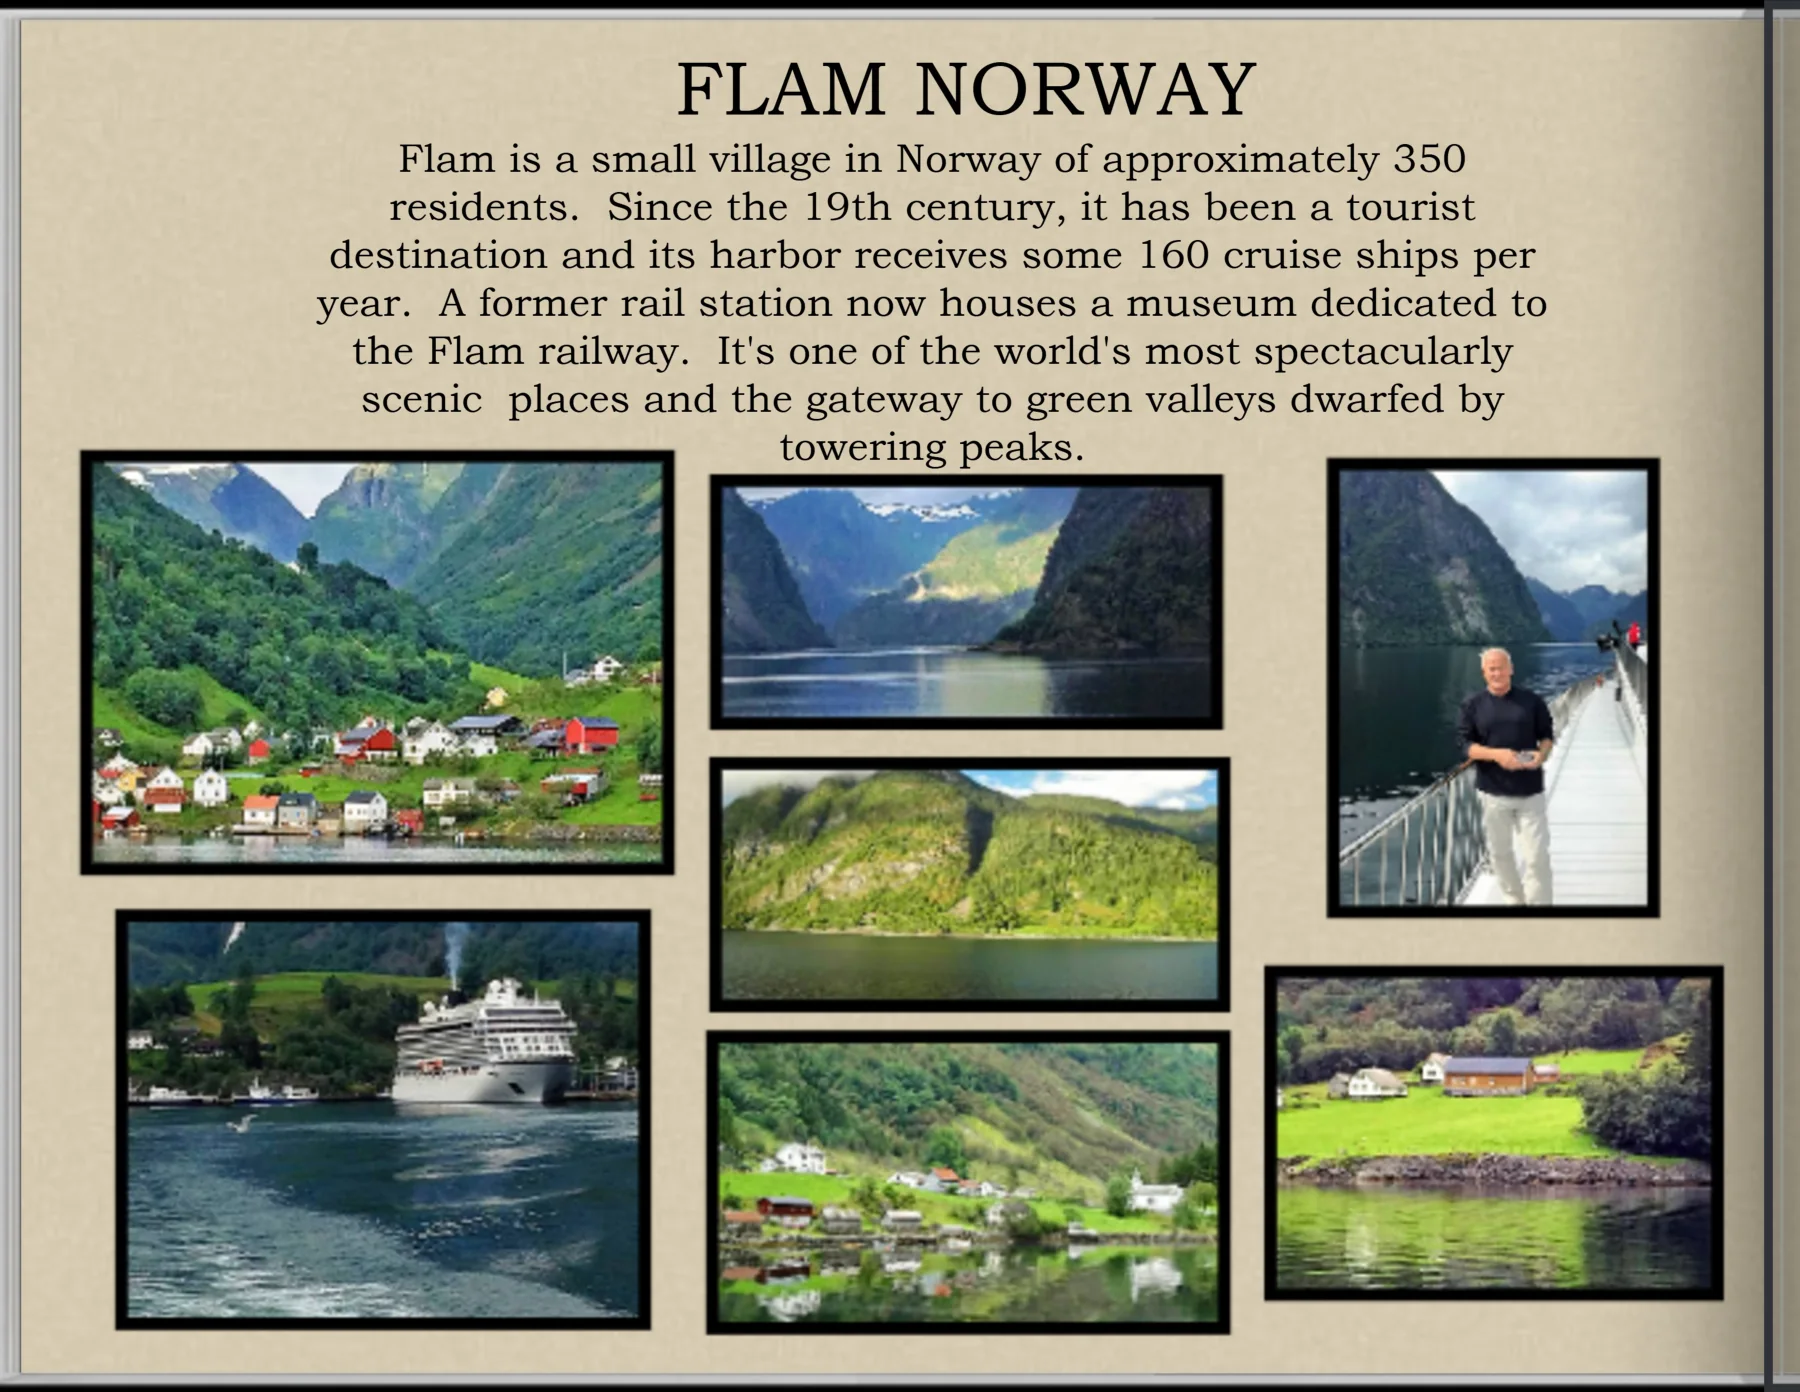 FLAM NORWAY
Flam is a small village in Norway of approximately 350
residents.  Since the 19th century, it has been a tourist
destination and its harbor receives some 160 cruise ships per
year.  A former rail station now houses a museum dedicated to
the Flam railway.  It's one of the world's most spectacularly
scenic  places and the gateway to green valleys dwarfed by
towering peaks.